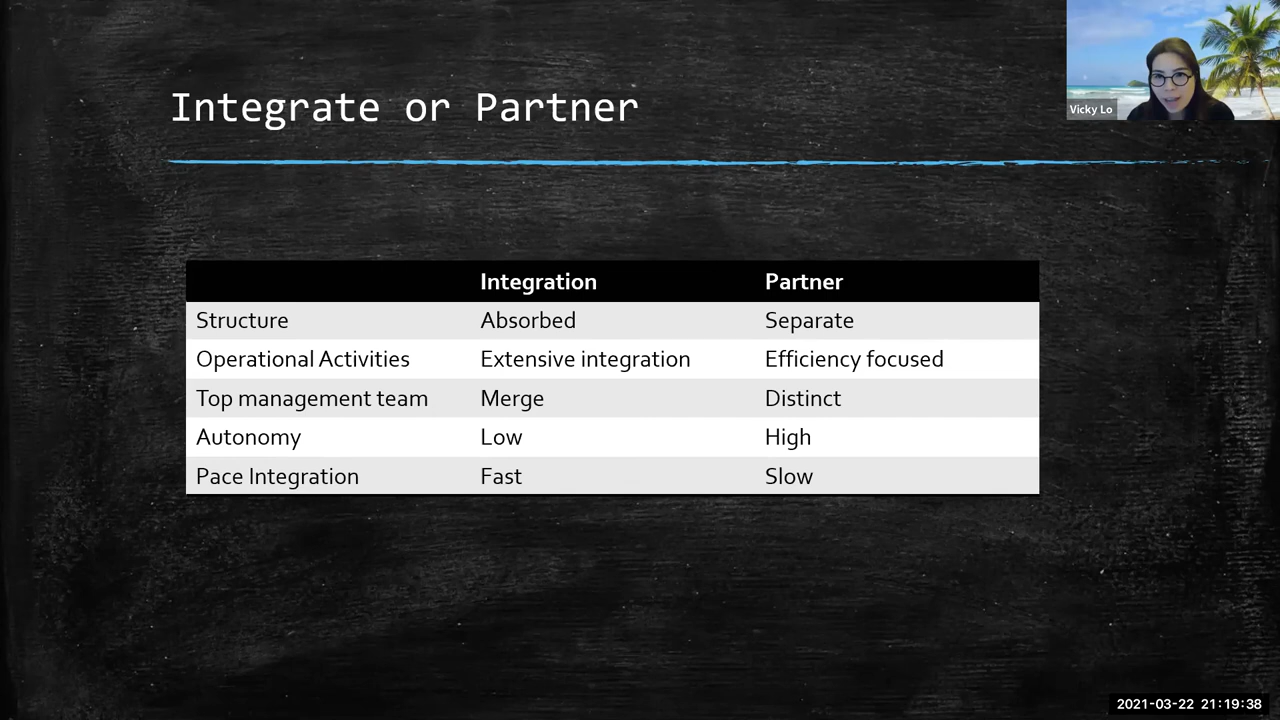 Integrate or Partner
Vicky Lo
Integration Partner
Structure Absorbed Separate
Operational Activities Extensive integration Efficiency focused
Top management team Merge Distinct
Autonomy Low High
Pace Integration Fast Slow
2021-03-22 21:19:38